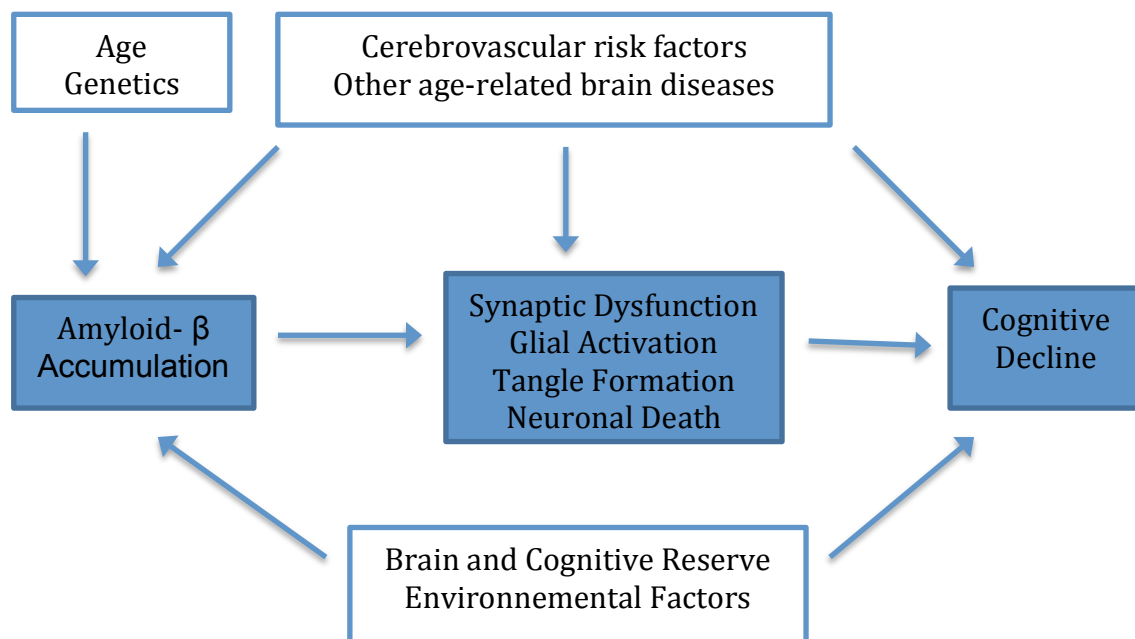 Age
Genetics
Cerebrovascular risk factors
Other age-related brain diseases
Amyloid- β
Accumulation
Synaptic Dysfunction
Glial Activation
Tangle Formation
Neuronal Death
Cognitive
Decline
Brain and Cognitive Reserve
Environnemental Factors